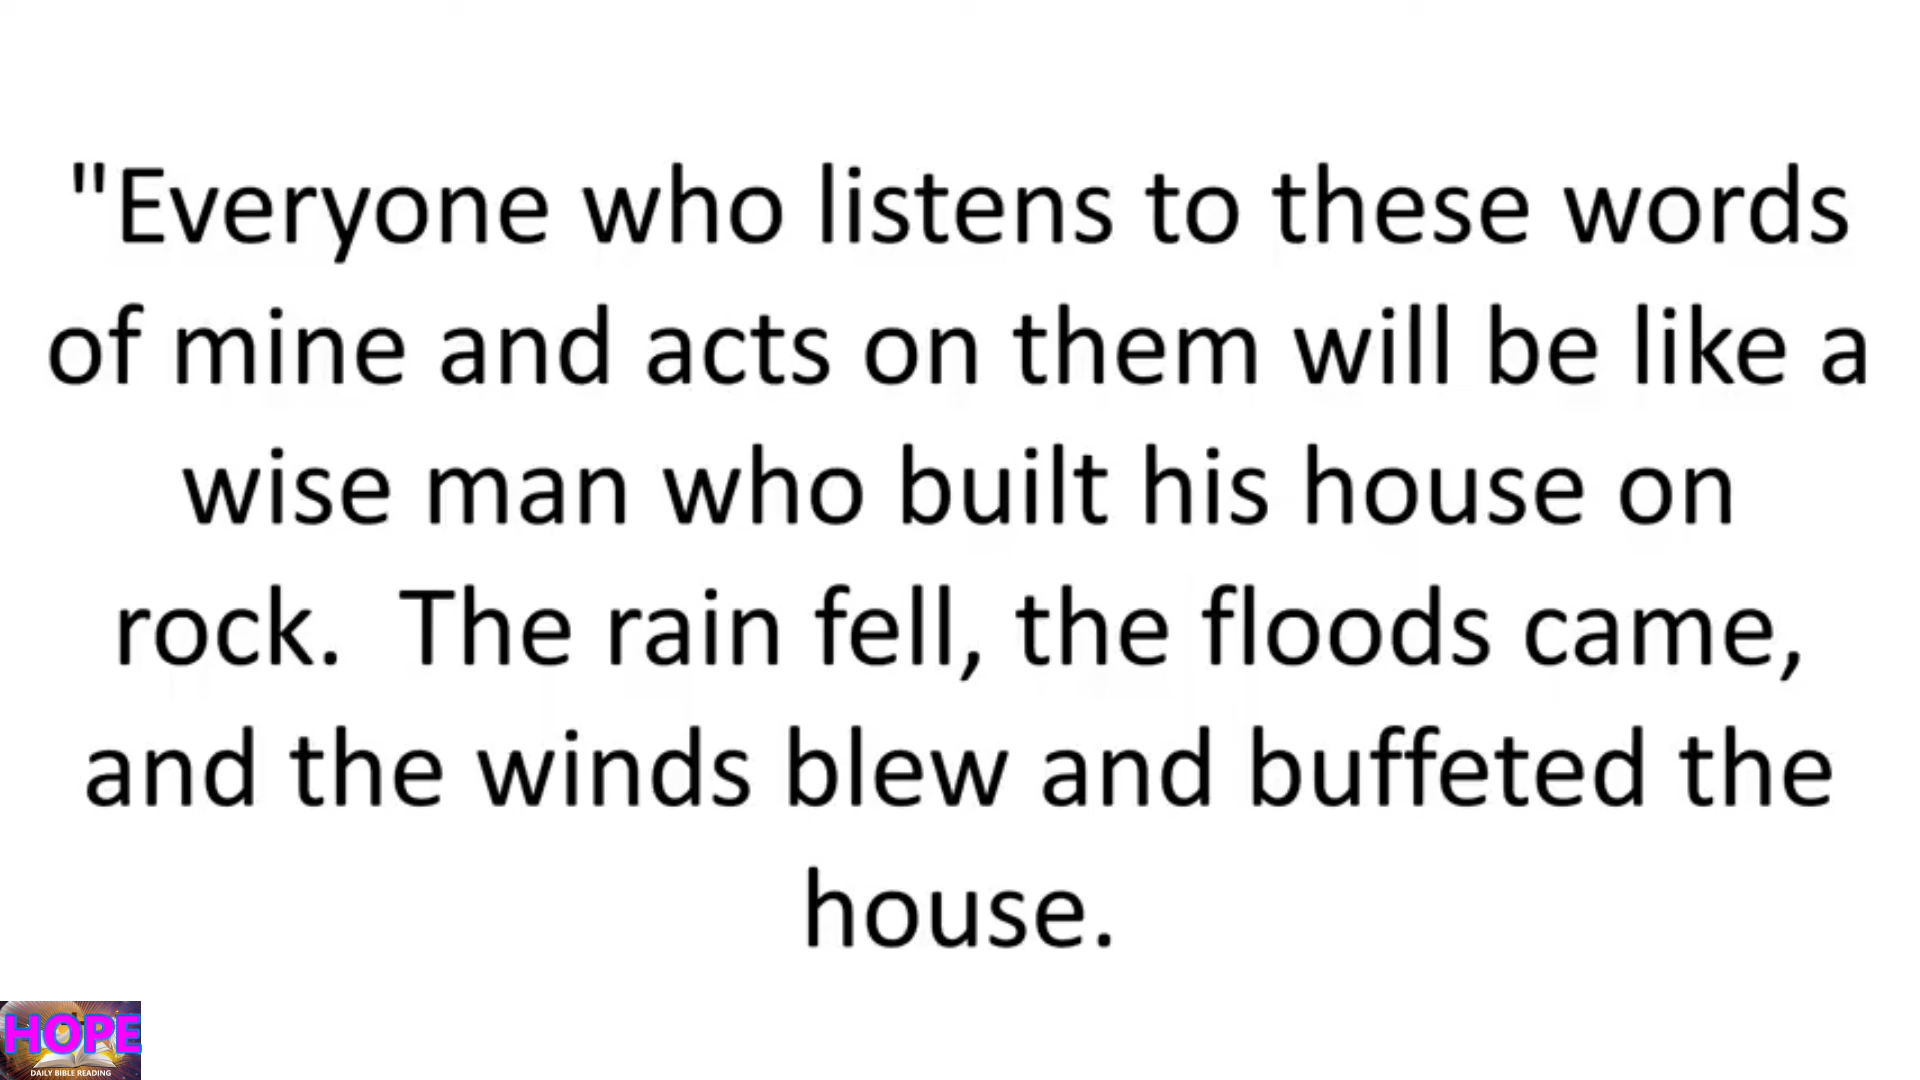 "Everyone who listens to these words
of mine and acts on them will be like a
wise man who built his house on
rock.  The rain fell, the floods came,
and the winds blew and buffeted the
house.
HOPE
DAILY BIBLE READING